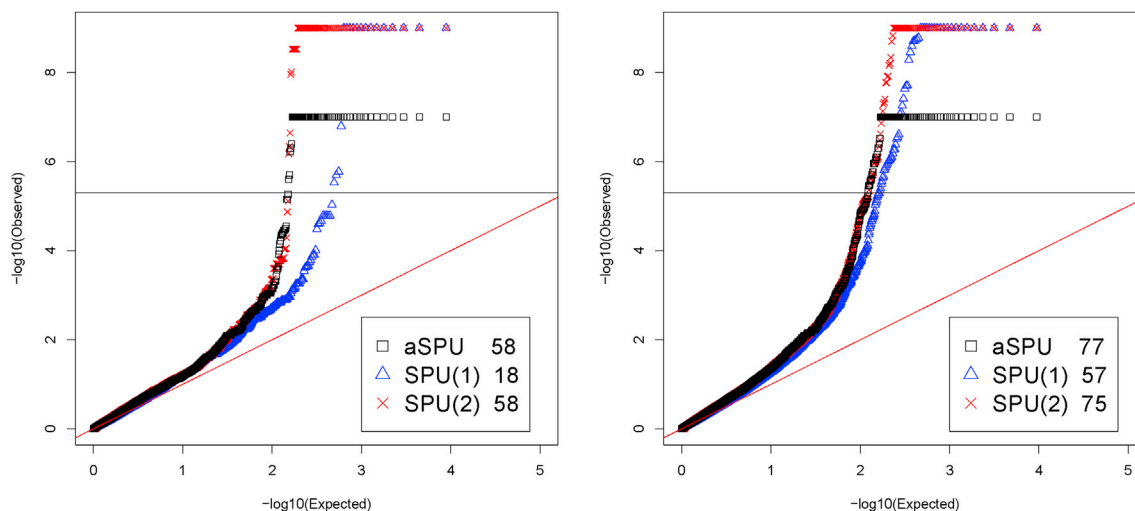 8
6
4
2
0
−log10(Observed)
aSPU 58
SPU(1) 18
SPU(2) 58
0 1 2 3 4 5
−log10(Expected)
8
6
4
2
0
−log10(Observed)
aSPU 77
SPU(1) 57
SPU(2) 75
0 1 2 3 4 5
−log10(Expected)